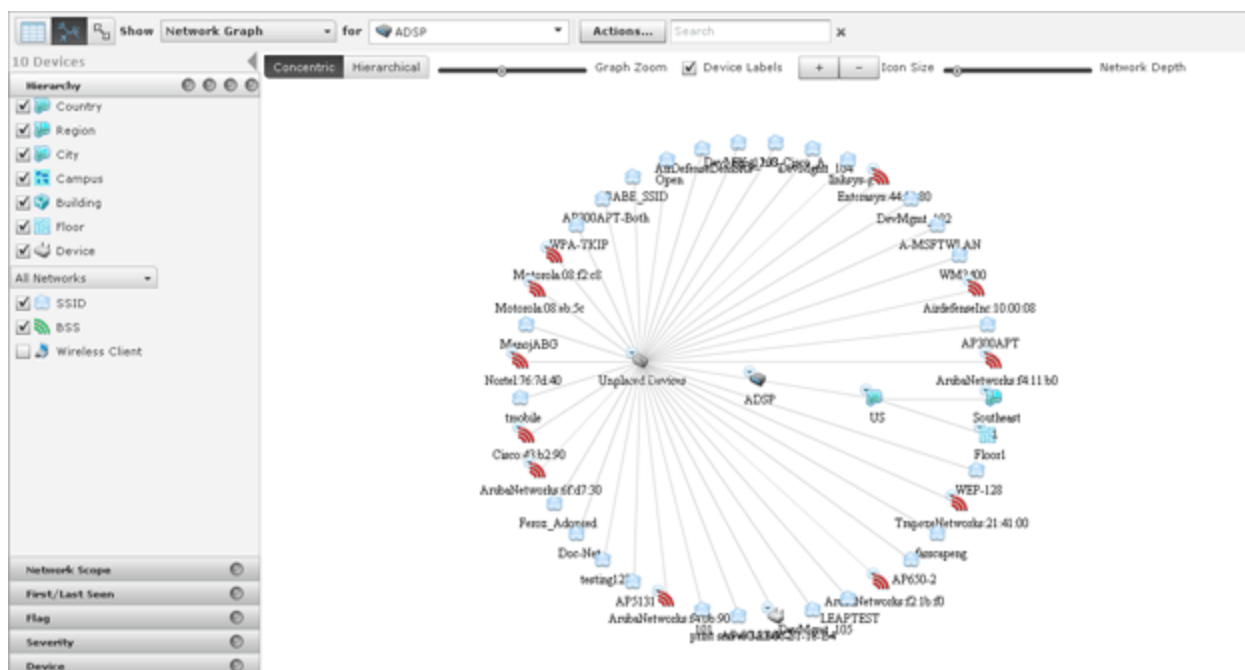 Show Network Graph for ADSP Actions... Search x
10 Devices
Concentric Hierarchical Graph Zoom Device Labels + - Icon Size Network Depth
Hierarchy
Country
Region
City
Campus
Building
Floor
Device
All Networks
SSID
BSS
Wireless Client
Network Scope
First/Last Seen
Flag
Severity
Device
Open
BABE_SSID
AP300APT-Both
DevMgmt_102
WPA-TKIP
A-MSFTWLAN
Motorola:08:f2:c8
WM3400
Motorola:08:eb:5c
AirdefenseInc:10:00:08
ManojABG
AP300APT
Nortel:76:7d:40
Unplaced Devices
ArubaNetworks:f4:11:b0
ADSP
tmobile
US
Southeast
Cisco:43:b2:90
Floor1
ArubaNetworks:6f:d7:30
WEP-128
Feroz_Adopted
TrapezeNetworks:21:41:00
Doc-Net
AP650-2
AP5131
LEAPTEST